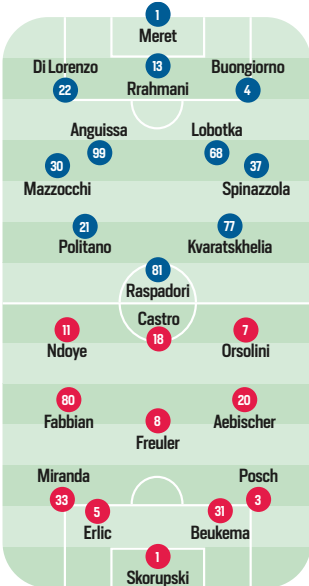 1
Meret
Di Lorenzo 13 Buongiorno
22 Rrahmani 4
Anguissa Lobotka
99 68
30 37
Mazzocchi Spinazzola
21 77
Politano Kvaratskhelia
81
Raspadori
Castro
11 18 7
Ndoye Orsolini
80 20
Fabbian 8 Aebischer
Freuler
Miranda Posch
33 5 31 3
Erlic Beukema
1
Skorupski